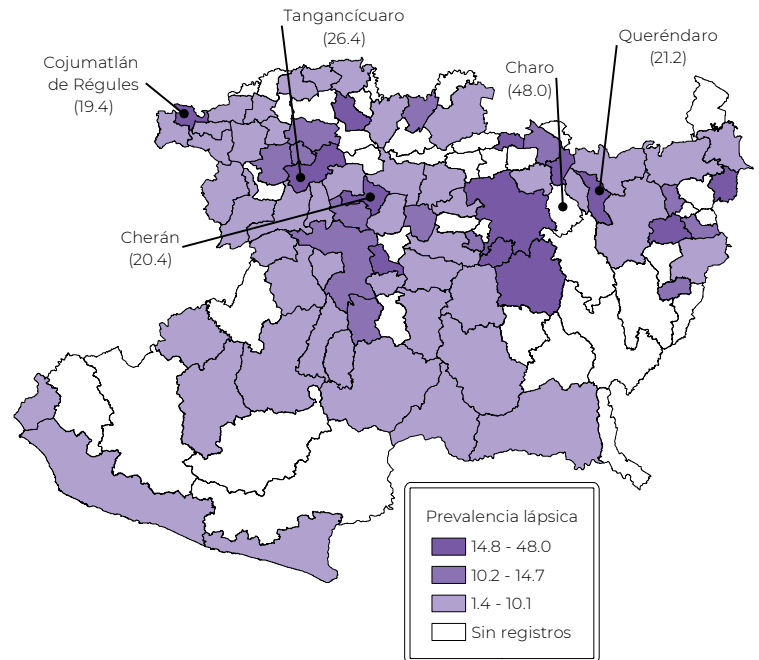 Tangancícuaro
(26.4)
Queréndaro
(21.2)
Cojumatlán
de Régules
(19.4)
Charo
(48.0)
Cherán
(20.4)
Prevalencia lápsica
14.8 - 48.0
10.2 - 14.7
1.4 - 10.1
Sin registros